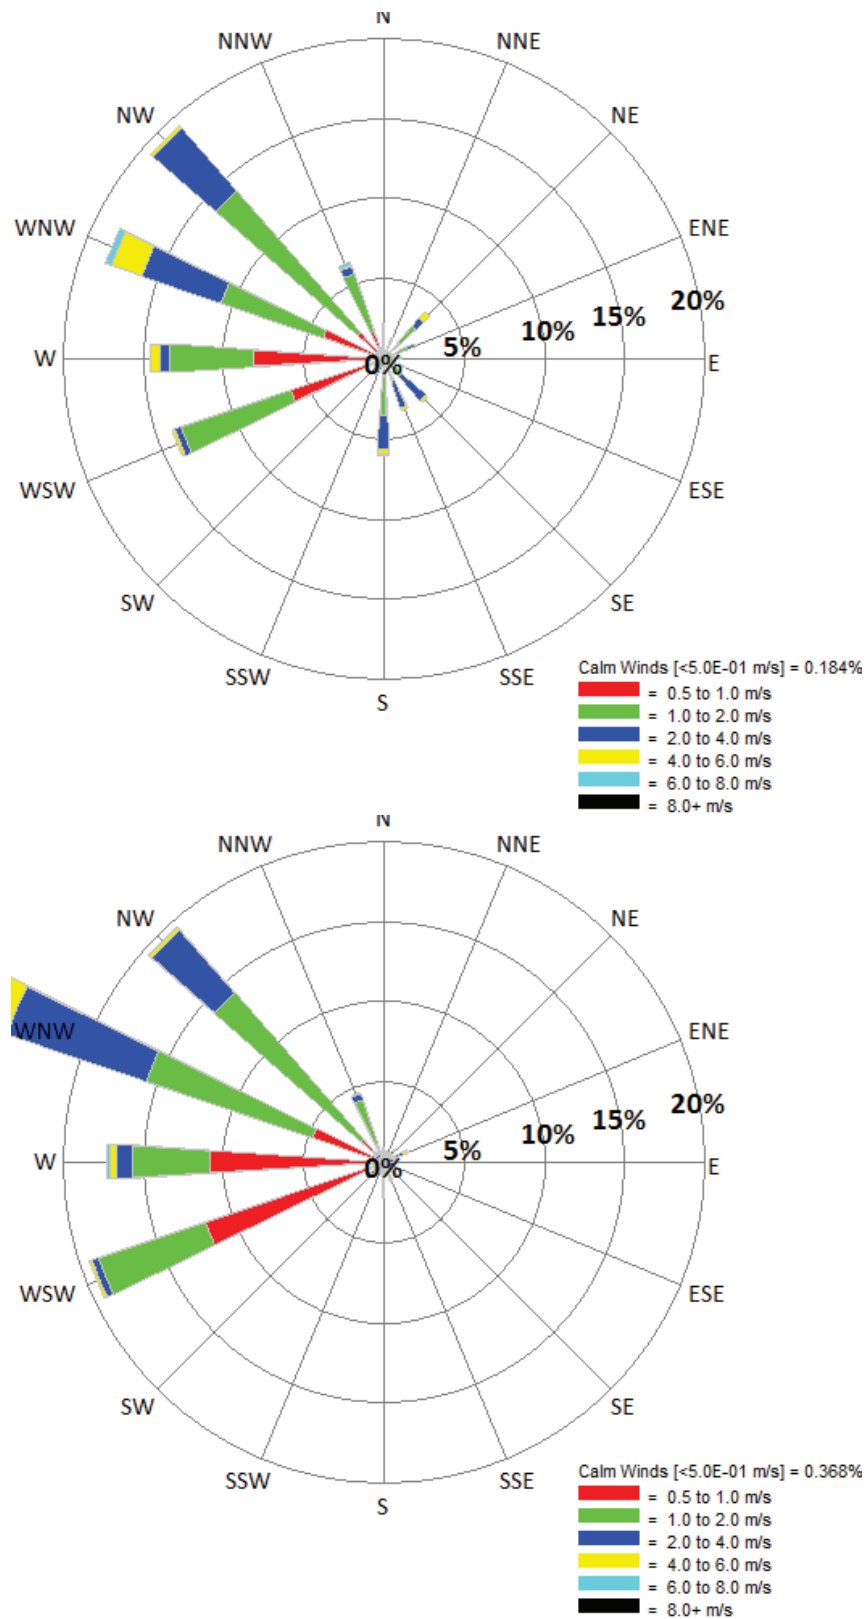 N
NNW
NNE
NW
NE
WNW
ENE
20%
15%
10%
5%
W
0%
E
WSW
ESE
SW
SE
SSW
SSE
S
Calm Winds [<5.0E-01 m/s] = 0.184%
= 0.5 to 1.0 m/s
= 1.0 to 2.0 m/s
= 2.0 to 4.0 m/s
= 4.0 to 6.0 m/s
= 6.0 to 8.0 m/s
= 8.0+ m/s
N
NNW
NNE
NW
NE
WNW
ENE
20%
15%
10%
5%
W
0%
E
WSW
ESE
SW
SE
SSW
SSE
S
Calm Winds [<5.0E-01 m/s] = 0.368%
= 0.5 to 1.0 m/s
= 1.0 to 2.0 m/s
= 2.0 to 4.0 m/s
= 4.0 to 6.0 m/s
= 6.0 to 8.0 m/s
= 8.0+ m/s